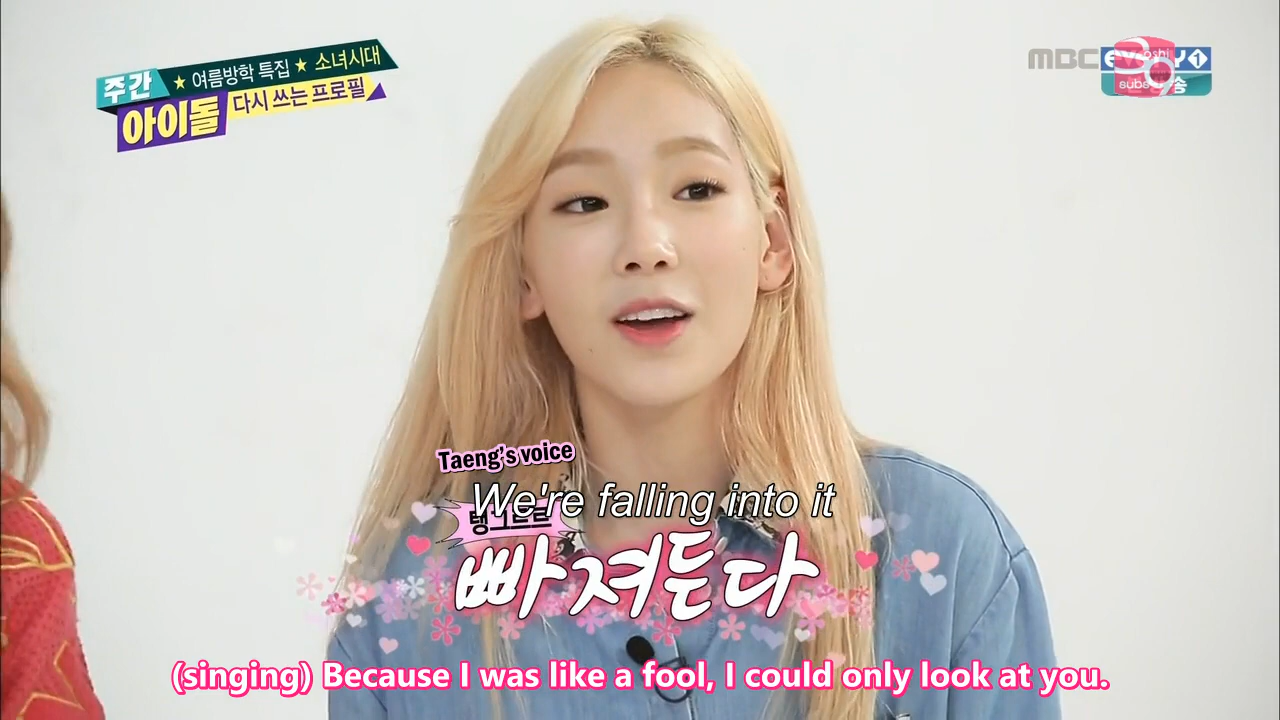 주간
★ 여름방학 특집 ★ 소녀시대
아이돌
다시 쓰는 프로필
MBC
oshi
subs
Taeng's voice
We're falling into it
빠져든다
(singing) Because I was like a fool, I could only look at you.